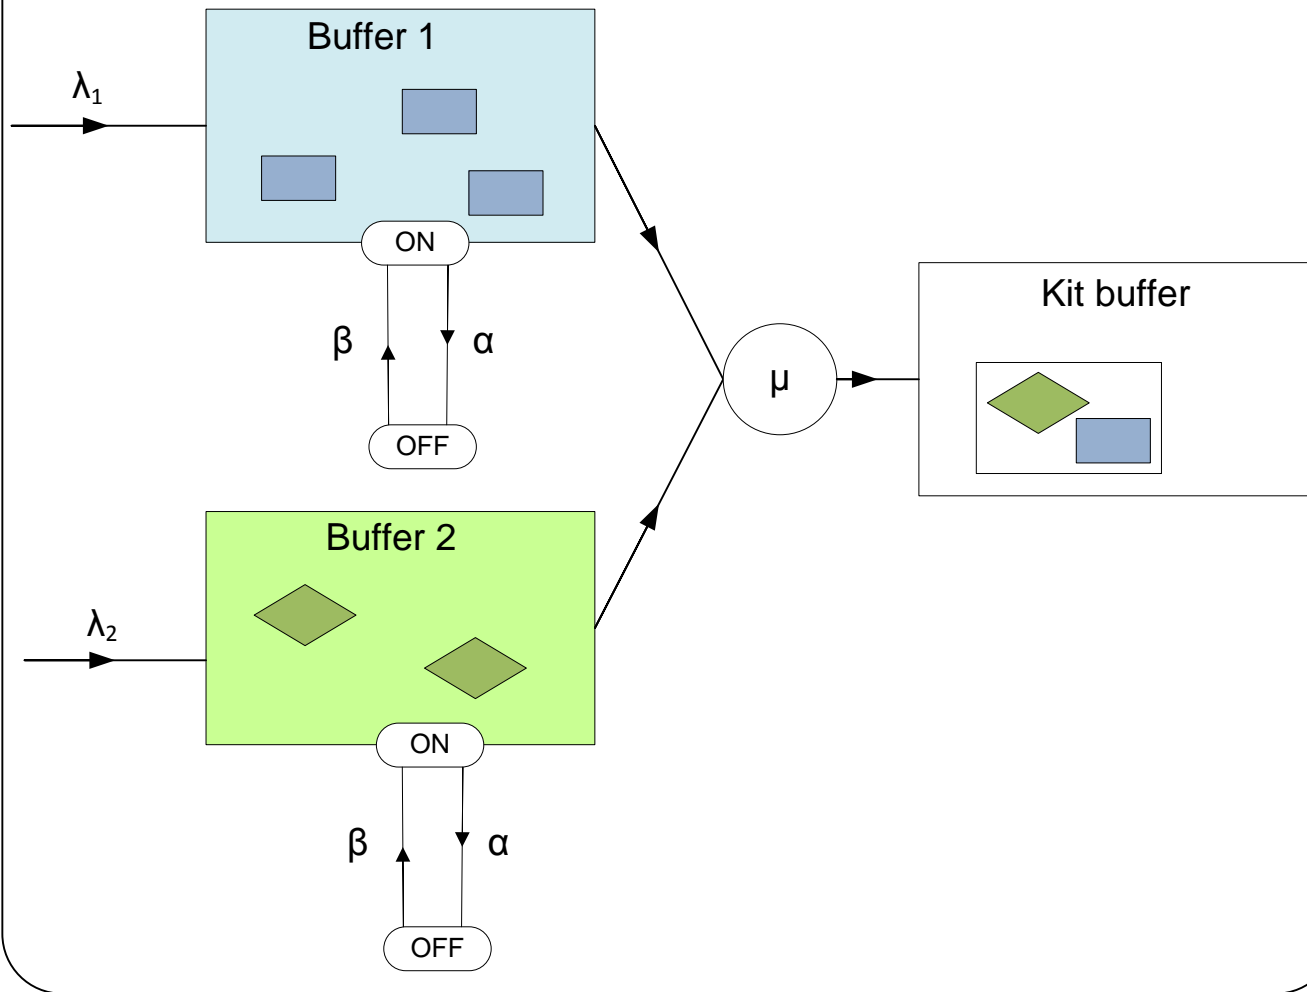 Buffer 1
λ₁
ON
β
α
OFF
μ
Kit buffer
Buffer 2
λ₂
ON
β
α
OFF